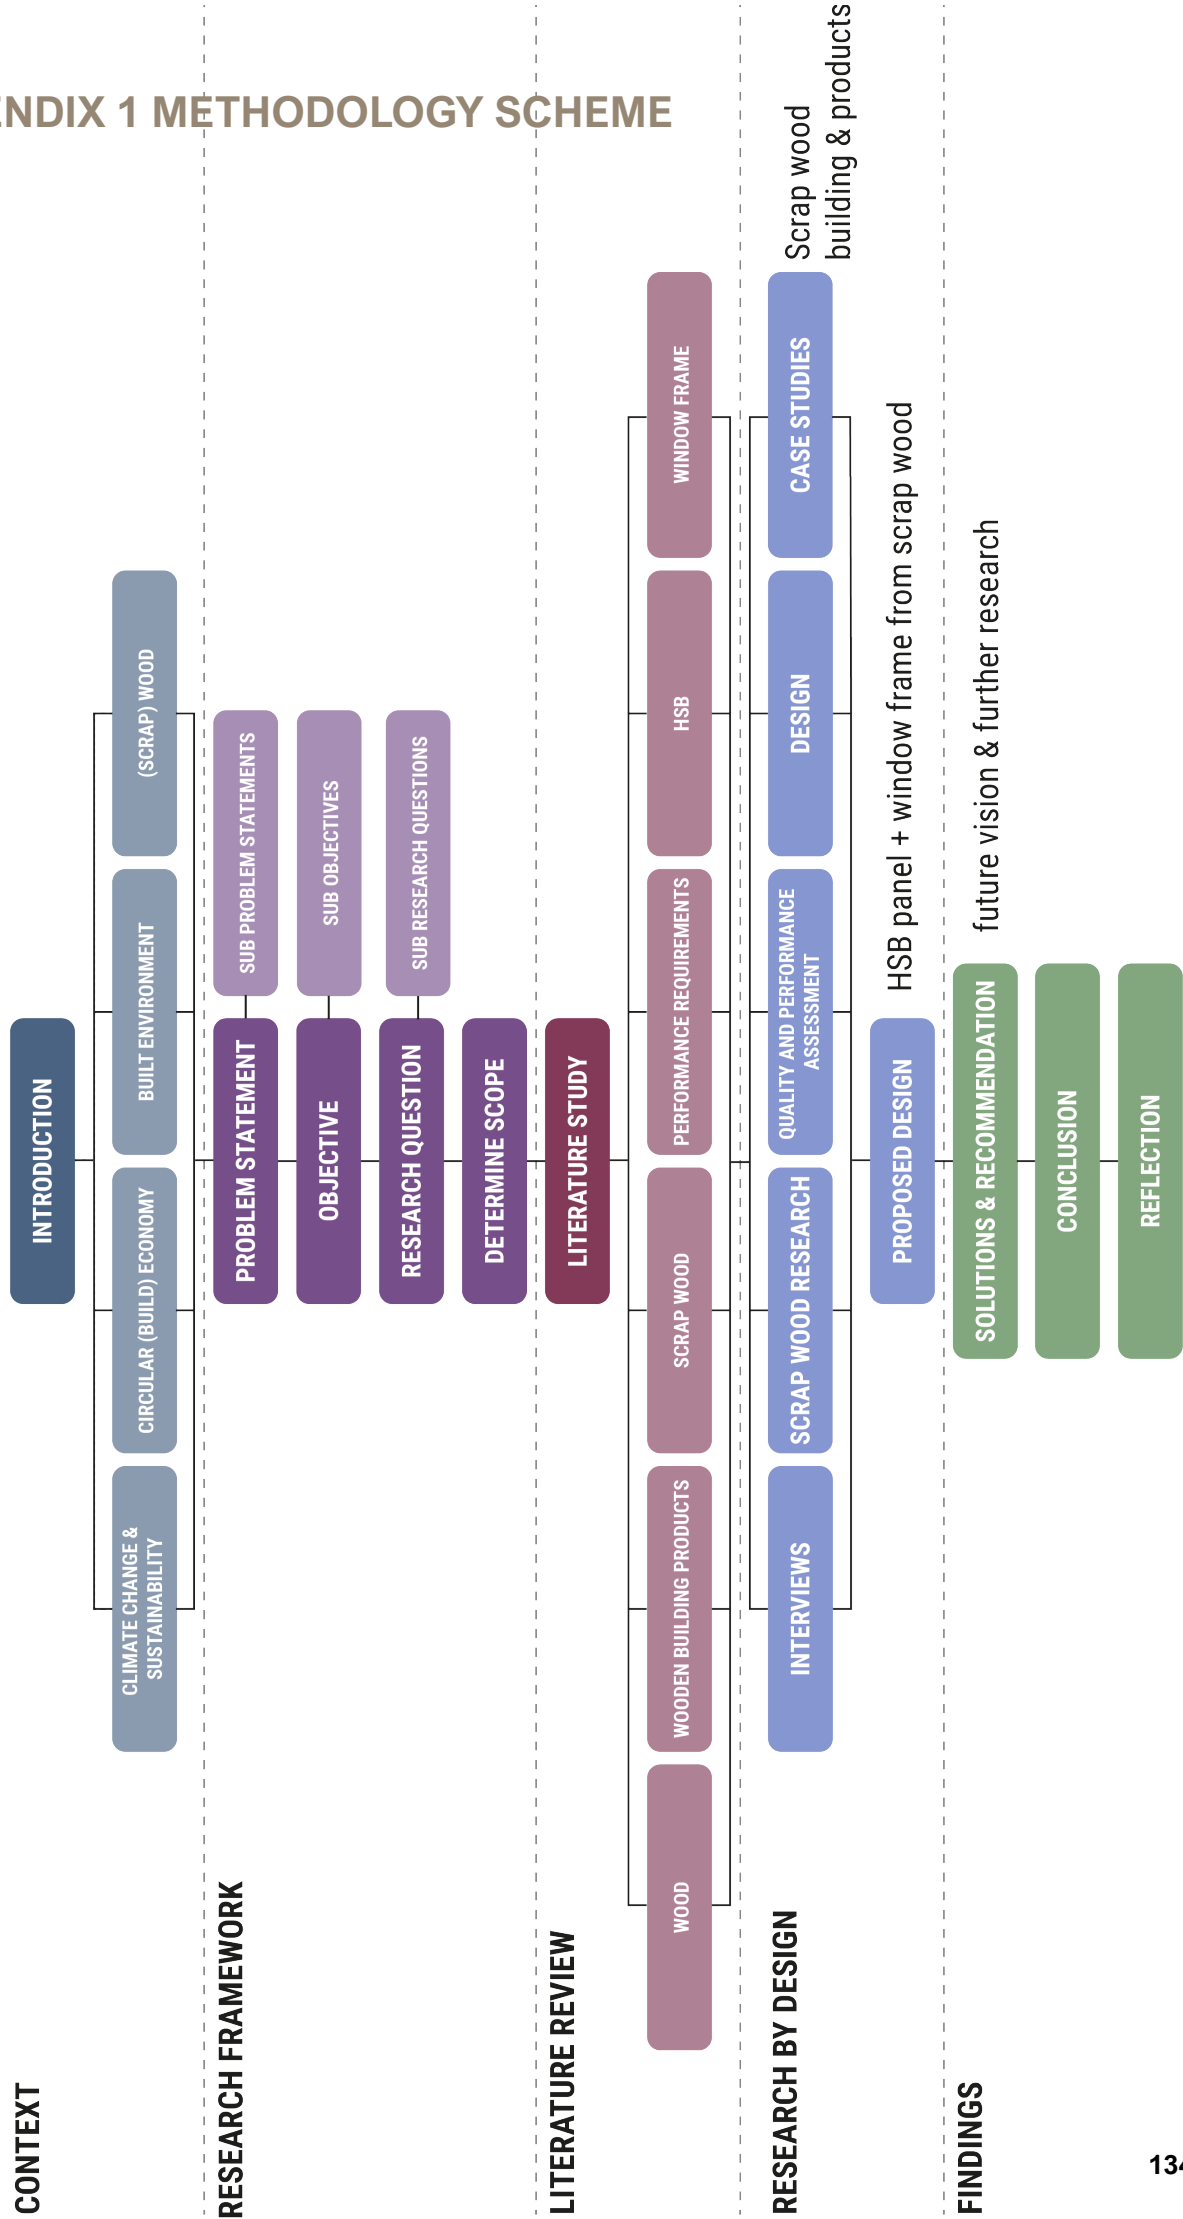 ENDIX 1 METHODOLOGY SCHEME
CONTEXT
INTRODUCTION
CLIMATE CHANGE &
SUSTAINABILITY
CIRCULAR (BUILD) ECONOMY
BUILT ENVIRONMENT
(SCRAP) WOOD
RESEARCH FRAMEWORK
PROBLEM STATEMENT
SUB PROBLEM STATEMENTS
OBJECTIVE
SUB OBJECTIVES
RESEARCH QUESTION
SUB RESEARCH QUESTIONS
DETERMINE SCOPE
LITERATURE REVIEW
LITERATURE STUDY
WOOD
WOODEN BUILDING PRODUCTS
SCRAP WOOD
PERFORMANCE REQUIREMENTS
HSB
WINDOW FRAME
RESEARCH BY DESIGN
INTERVIEWS
SCRAP WOOD RESEARCH
QUALITY AND PERFORMANCE
ASSESSMENT
DESIGN
CASE STUDIES
Scrap wood
building & products
PROPOSED DESIGN
HSB panel + window frame from scrap wood
FINDINGS
SOLUTIONS & RECOMMENDATION
future vision & further research
CONCLUSION
REFLECTION
134